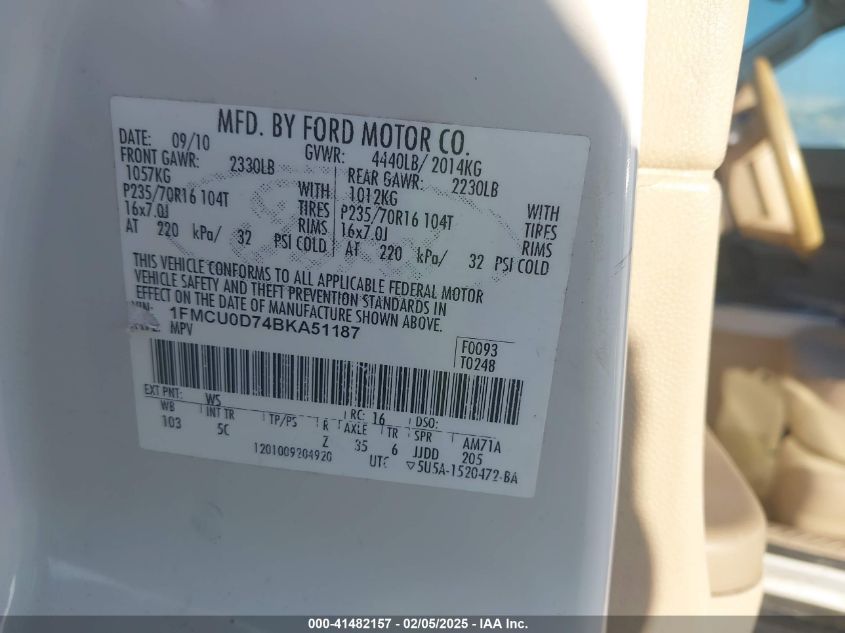 MFD. BY FORD MOTOR CO.
DATE: 09/10 GVWR: 4440LB/ 2014KG
FRONT GAWR: 2330LB REAR GAWR: 2230LB
1057KG WITH 1012KG WITH
P235/70R16 104T TIRES P235/70R16 104T TIRES
16x7.0J RIMS 16x7.0J RIMS
AT 220 kPa/ 32 PSI COLD AT 220 kPa/ 32 PSI COLD
THIS VEHICLE CONFORMS TO ALL APPLICABLE FEDERAL MOTOR
VEHICLE SAFETY AND THEFT PREVENTION STANDARDS IN
EFFECT ON THE DATE OF MANUFACTURE SHOWN ABOVE.
VIN: 1FMCU0D74BKA51187
MPV
F0093
T0248
EXT PNT: WS RC: 16 DSO:
WB INT TR TP/PS R AXLE TR SPR AM71A
103 5C Z 35 6 JJDD 205
1201009204920 UTC ▽5U5A-1520472-BA
000-41482157 - 02/05/2025 - IAA Inc.